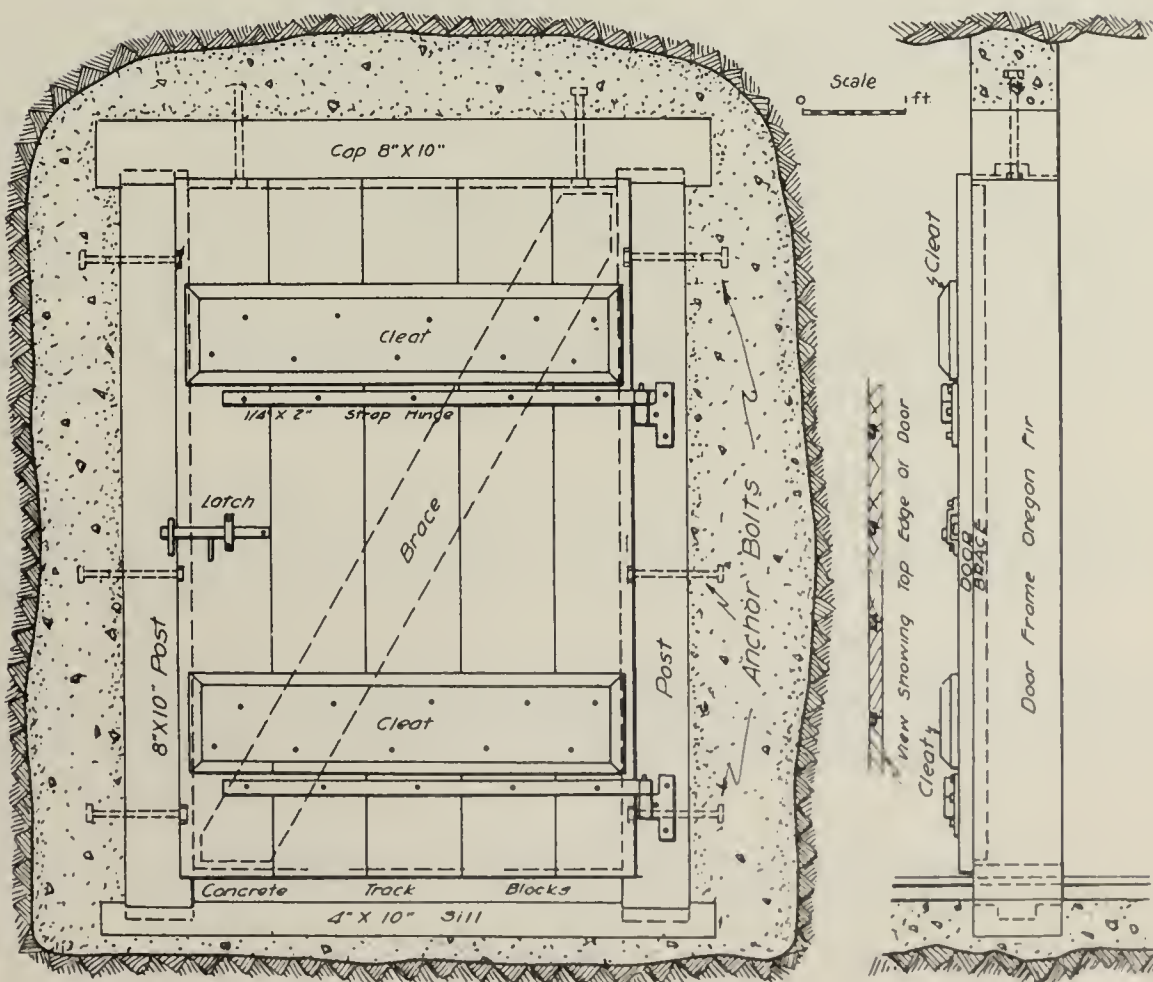 Scale
0 1 ft.
Cap 8"X10"
Cleat
1/4" X 2" Strap Hinge
Latch
Brace
8"X10" Post
Post
Anchor Bolts
Cleat
Concrete Track Blocks
4" X 10" Sill
View Showing Top Edge of Door
Cleat
DOOR
BRACE
Door Frame Oregon Fir
Cleat